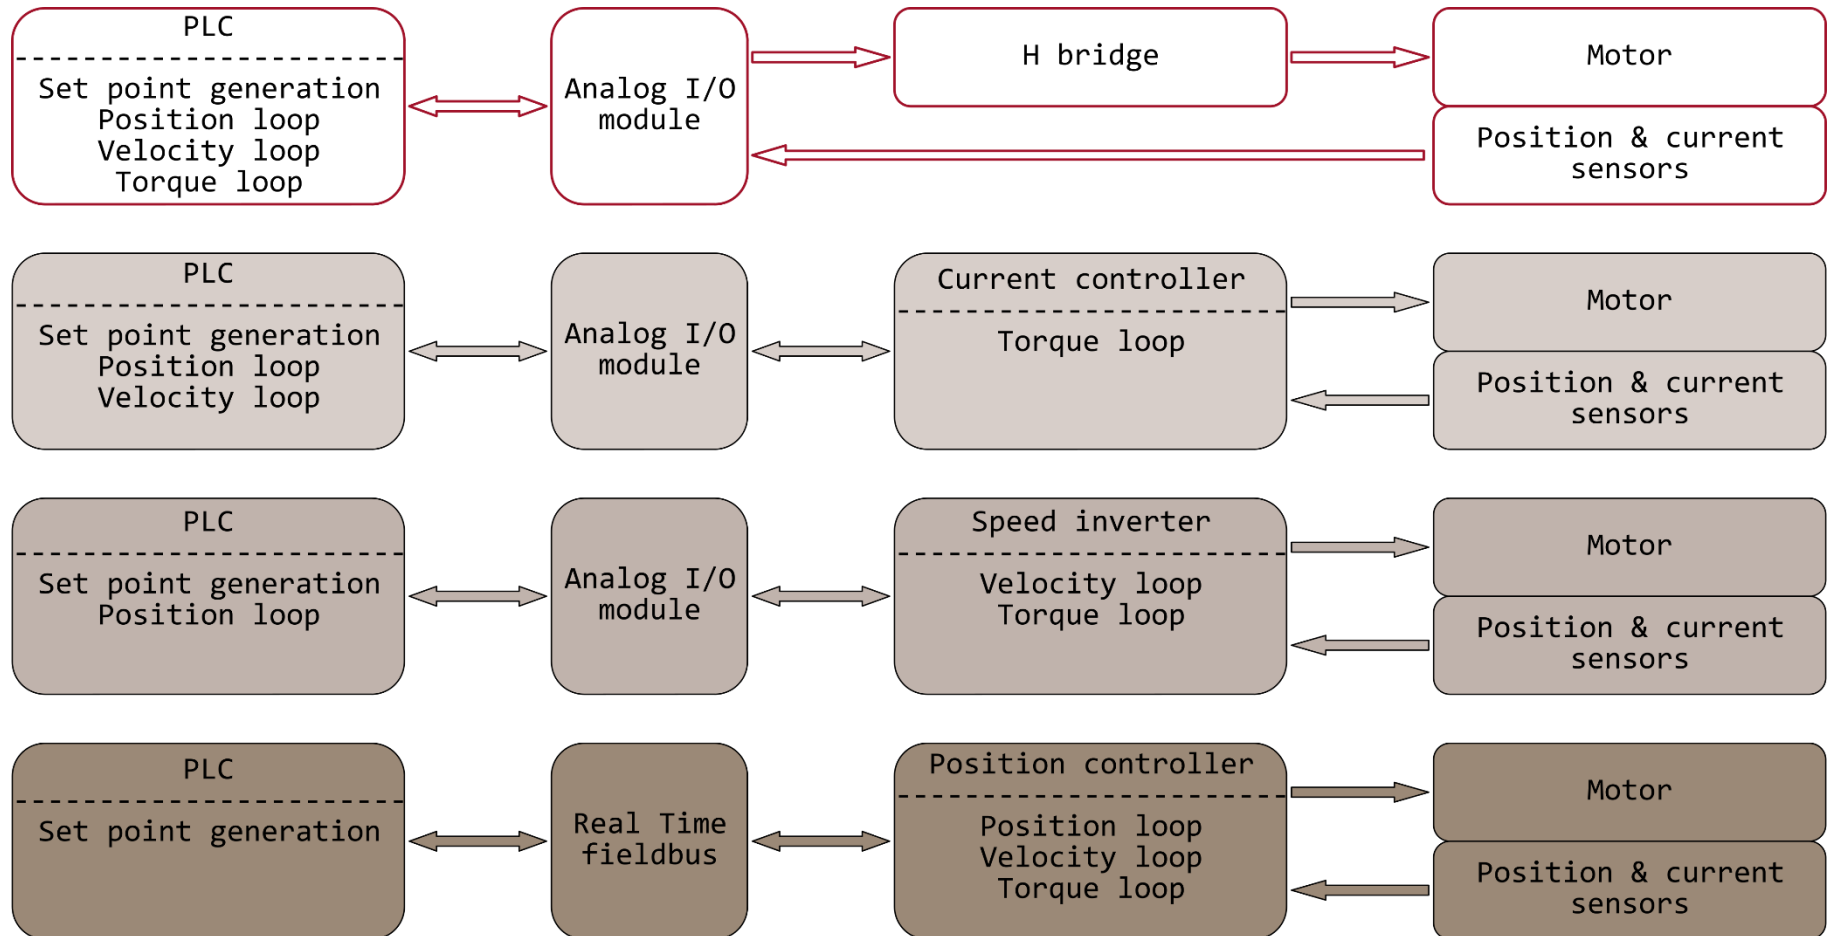 PLC
Set point generation
Position loop
Velocity loop
Torque loop
Analog I/O
module
H bridge
Motor
Position & current
sensors
PLC
Set point generation
Position loop
Velocity loop
Analog I/O
module
Current controller
Torque loop
Motor
Position & current
sensors
PLC
Set point generation
Position loop
Analog I/O
module
Speed inverter
Velocity loop
Torque loop
Motor
Position & current
sensors
PLC
Set point generation
Real Time
fieldbus
Position controller
Position loop
Velocity loop
Torque loop
Motor
Position & current
sensors